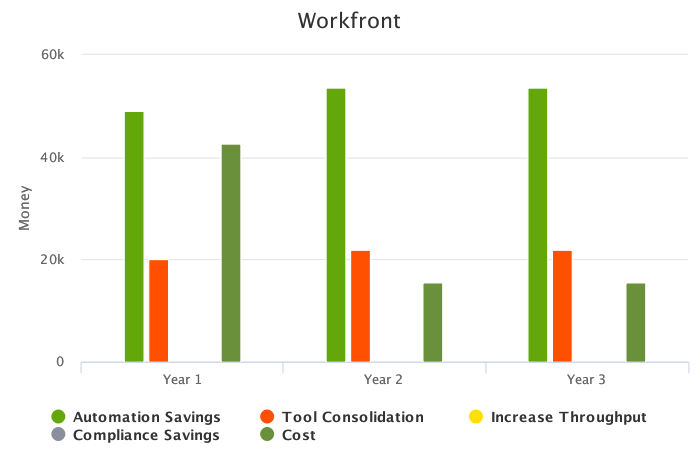 Workfront
60k
40k
20k
0
Money
Year 1
Year 2
Year 3
Automation Savings
Tool Consolidation
Increase Throughput
Compliance Savings
Cost